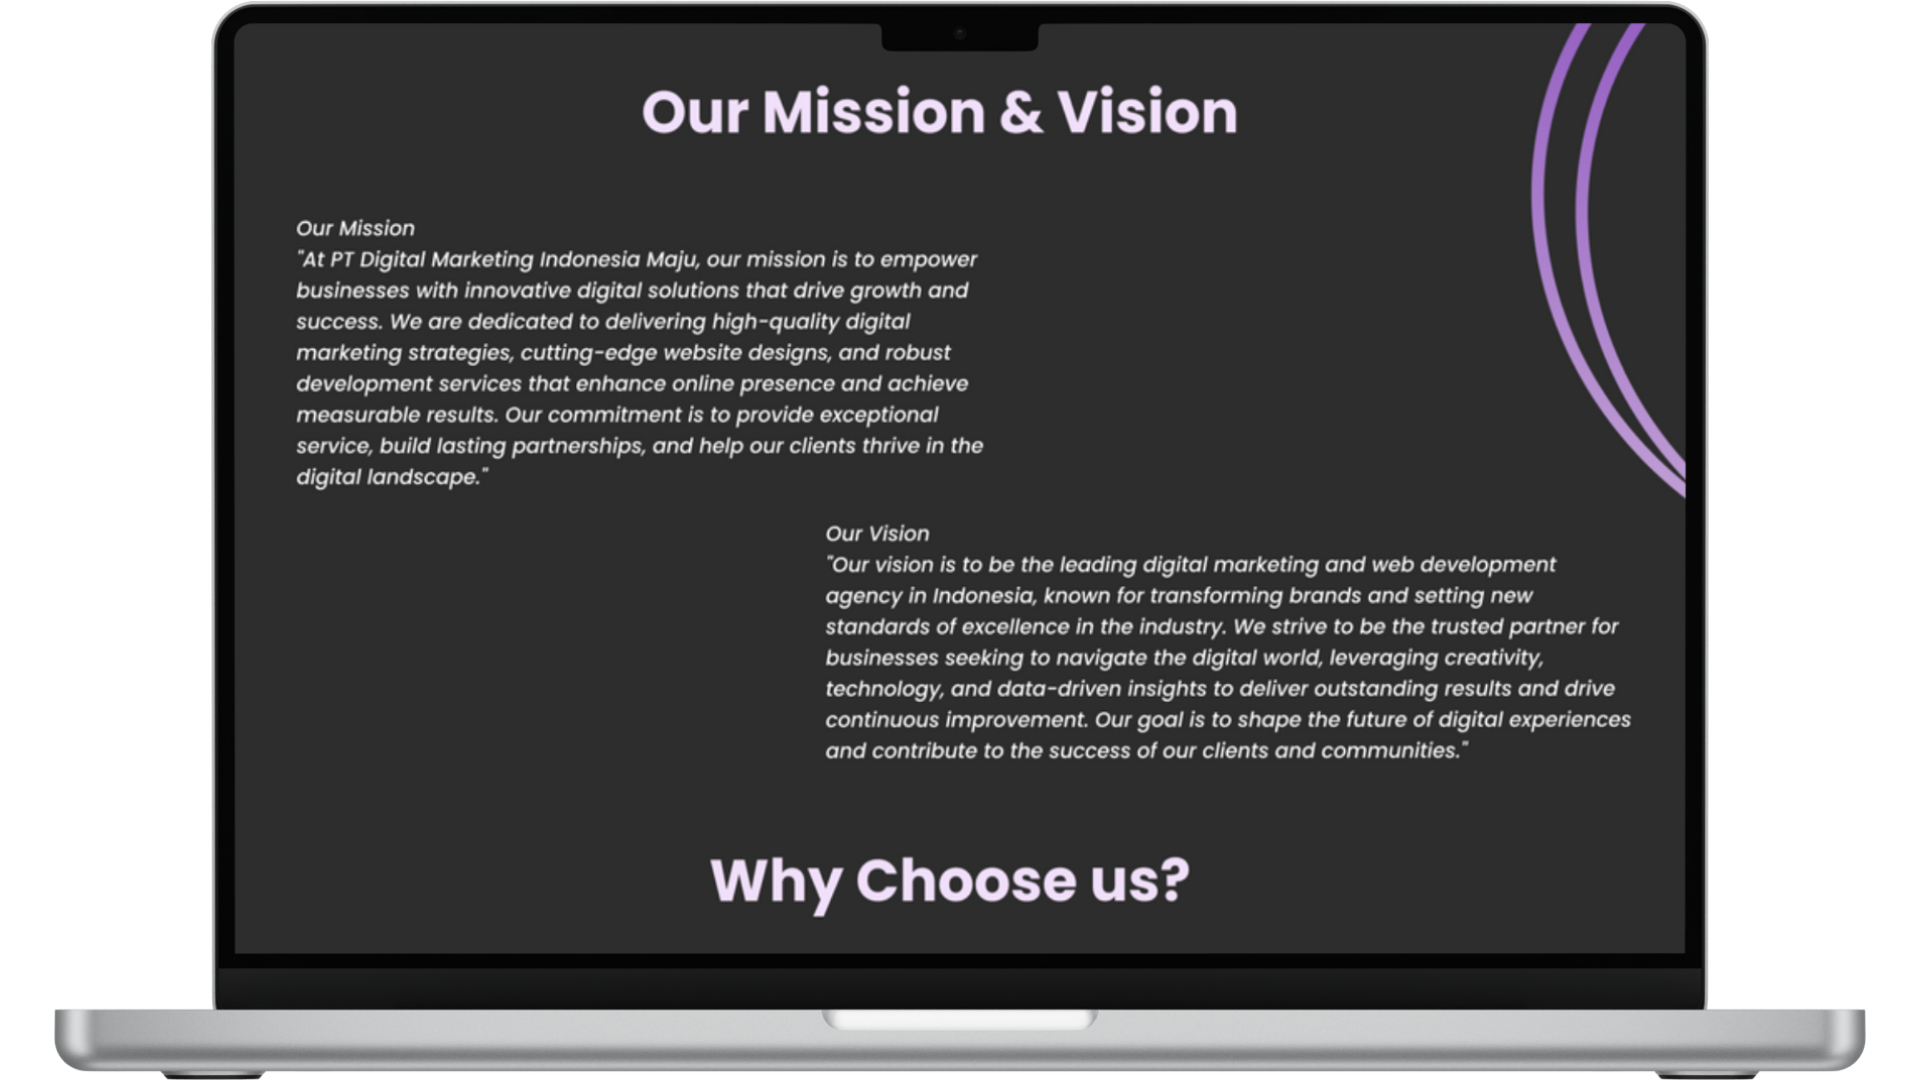 Our Mission & Vision
Our Mission
"At PT Digital Marketing Indonesia Maju, our mission is to empower
businesses with innovative digital solutions that drive growth and
success. We are dedicated to delivering high-quality digital
marketing strategies, cutting-edge website designs, and robust
development services that enhance online presence and achieve
measurable results. Our commitment is to provide exceptional
service, build lasting partnerships, and help our clients thrive in the
digital landscape."
Our Vision
"Our vision is to be the leading digital marketing and web development
agency in Indonesia, known for transforming brands and setting new
standards of excellence in the industry. We strive to be the trusted partner for
businesses seeking to navigate the digital world, leveraging creativity,
technology, and data-driven insights to deliver outstanding results and drive
continuous improvement. Our goal is to shape the future of digital experiences
and contribute to the success of our clients and communities."
Why Choose us?